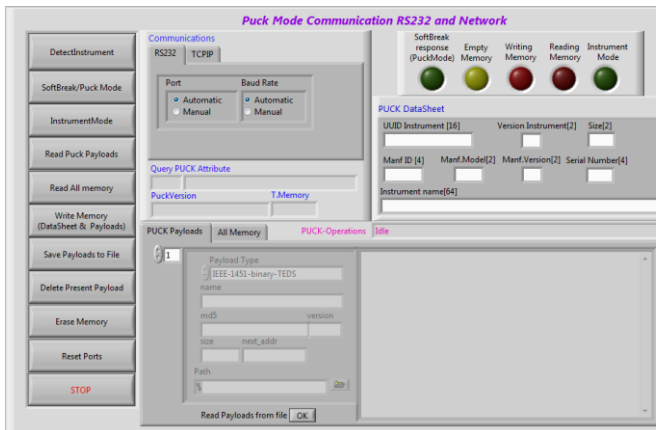 Puck Mode Communication RS232 and Network
DetectInstrument
SoftBreak/Puck Mode
InstrumentMode
Read Puck Payloads
Read All memory
Write Memory
(DataSheet & Payloads)
Save Payloads to File
Delete Present Payload
Erase Memory
Reset Ports
STOP
Communications
RS232 TCPIP
Port Baud Rate
Automatic Automatic
Manual Manual
Query PUCK Attribute
PuckVersion T.Memory
SoftBreak
response
(PuckMode)
Empty
Memory
Writing
Memory
Reading
Memory
Instrument
Mode
PUCK DataSheet
UUID Instrument [16] Version Instrument[2] Size[2]
Manf ID [4] Manf.Model[2] Manf.Version[2] Serial Number[4]
Instrument name[64]
PUCK Payloads All Memory PUCK-Operations Idle
1
Payload Type
IEEE-1451-binary-TEDS
name
md5 version
size next_addr
Path
Read Payloads from file OK